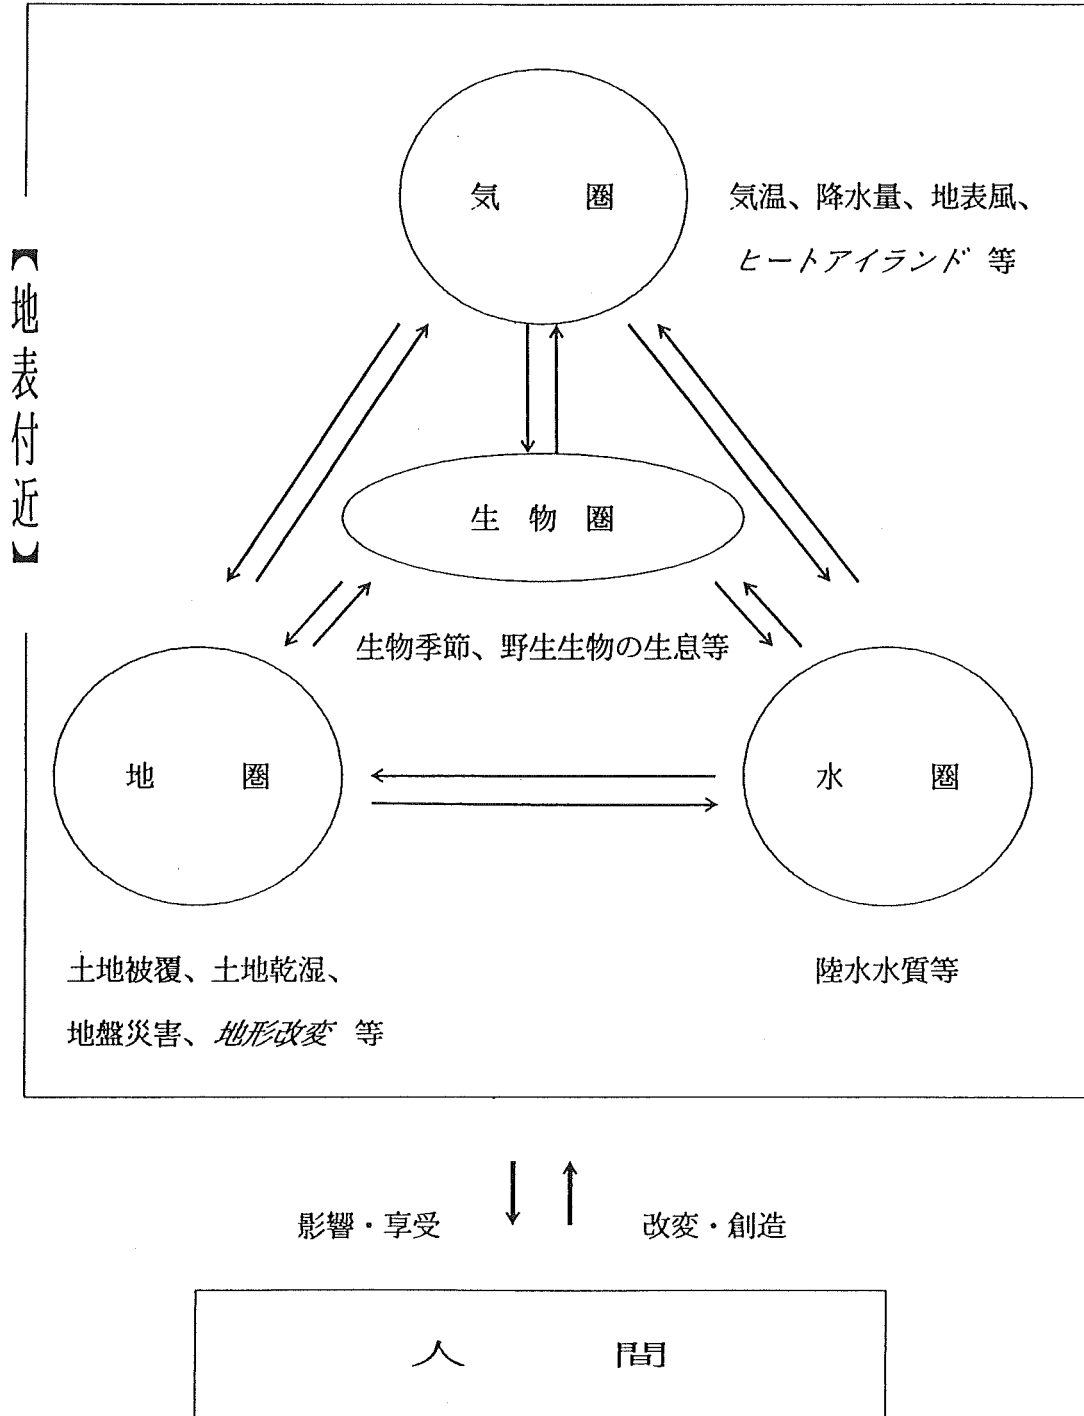 【地表付近】
気　圏
気温、降水量、地表風、
ヒートアイランド 等
生 物 圏
生物季節、野生生物の生息等
地　圏
水　圏
土地被覆、土地乾湿、
地盤災害、地形改変 等
陸水水質等
影響・享受
改変・創造
人　間